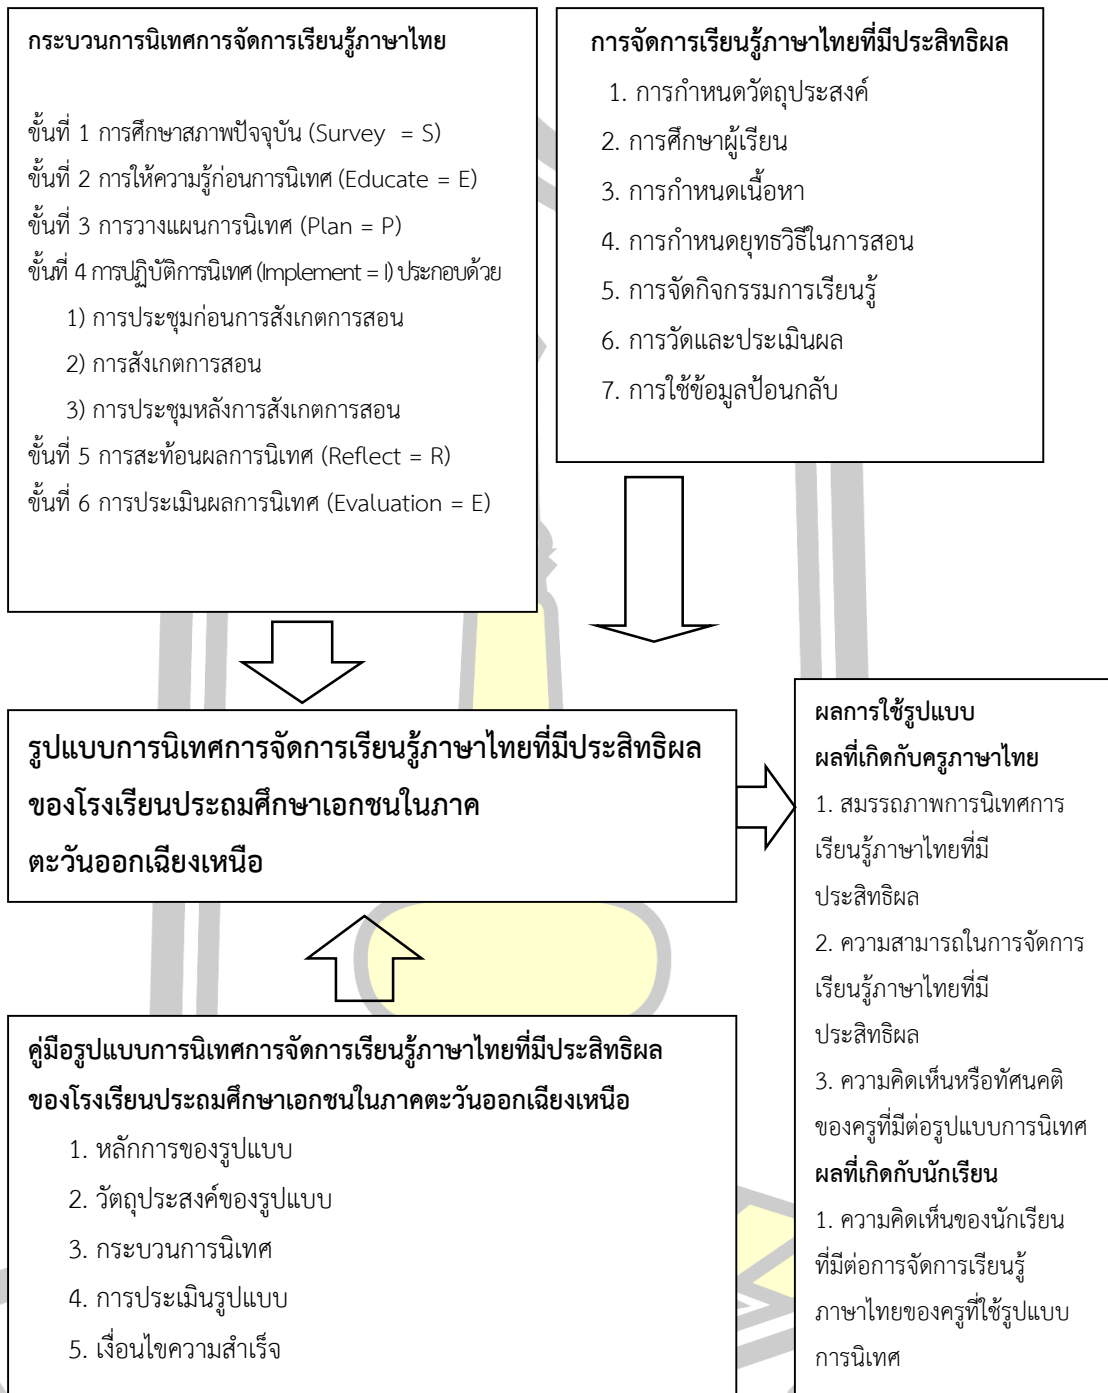 กระบวนการนิเทศการจัดการเรียนรู้ภาษาไทย
ขั้นที่ 1 การศึกษาสภาพปัจจุบัน (Survey = S)
ขั้นที่ 2 การให้ความรู้ก่อนการนิเทศ (Educate = E)
ขั้นที่ 3 การวางแผนการนิเทศ (Plan = P)
ขั้นที่ 4 การปฏิบัติการนิเทศ (Implement = I) ประกอบด้วย
1) การประชุมก่อนการสังเกตการสอน
2) การสังเกตการสอน
3) การประชุมหลังการสังเกตการสอน
ขั้นที่ 5 การสะท้อนผลการนิเทศ (Reflect = R)
ขั้นที่ 6 การประเมินผลการนิเทศ (Evaluation = E)
การจัดการเรียนรู้ภาษาไทยที่มีประสิทธิผล
1. การกำหนดวัตถุประสงค์
2. การศึกษาผู้เรียน
3. การกำหนดเนื้อหา
4. การกำหนดยุทธวิธีในการสอน
5. การจัดกิจกรรมการเรียนรู้
6. การวัดและประเมินผล
7. การใช้ข้อมูลป้อนกลับ
รูปแบบการนิเทศการจัดการเรียนรู้ภาษาไทยที่มีประสิทธิผล
ของโรงเรียนประถมศึกษาเอกชนในภาค
ตะวันออกเฉียงเหนือ
คู่มือรูปแบบการนิเทศการจัดการเรียนรู้ภาษาไทยที่มีประสิทธิผล
ของโรงเรียนประถมศึกษาเอกชนในภาคตะวันออกเฉียงเหนือ
1. หลักการของรูปแบบ
2. วัตถุประสงค์ของรูปแบบ
3. กระบวนการนิเทศ
4. การประเมินรูปแบบ
5. เงื่อนไขความสำเร็จ
ผลการใช้รูปแบบ
ผลที่เกิดกับครูภาษาไทย
1. สมรรถภาพการนิเทศการ
เรียนรู้ภาษาไทยที่มี
ประสิทธิผล
2. ความสามารถในการจัดการ
เรียนรู้ภาษาไทยที่มี
ประสิทธิผล
3. ความคิดเห็นหรือทัศนคติ
ของครูที่มีต่อรูปแบบการนิเทศ
ผลที่เกิดกับนักเรียน
1. ความคิดเห็นของนักเรียน
ที่มีต่อการจัดการเรียนรู้
ภาษาไทยของครูที่ใช้รูปแบบ
การนิเทศ